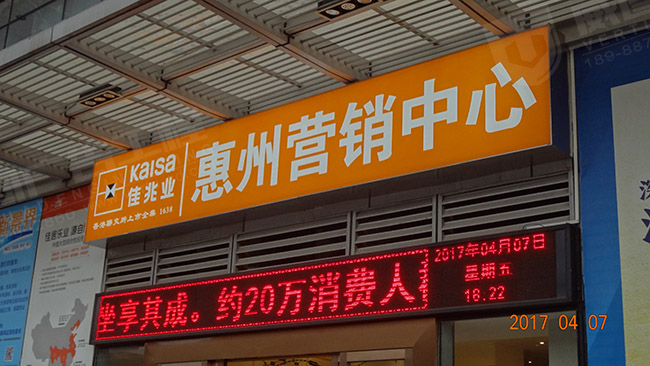 Kaisa
佳兆业
香港联交所上市企业 1638
惠州营销中心
坐享其成。约20万消费人
2017年04月07日
星期五
16.22
2017 04 07